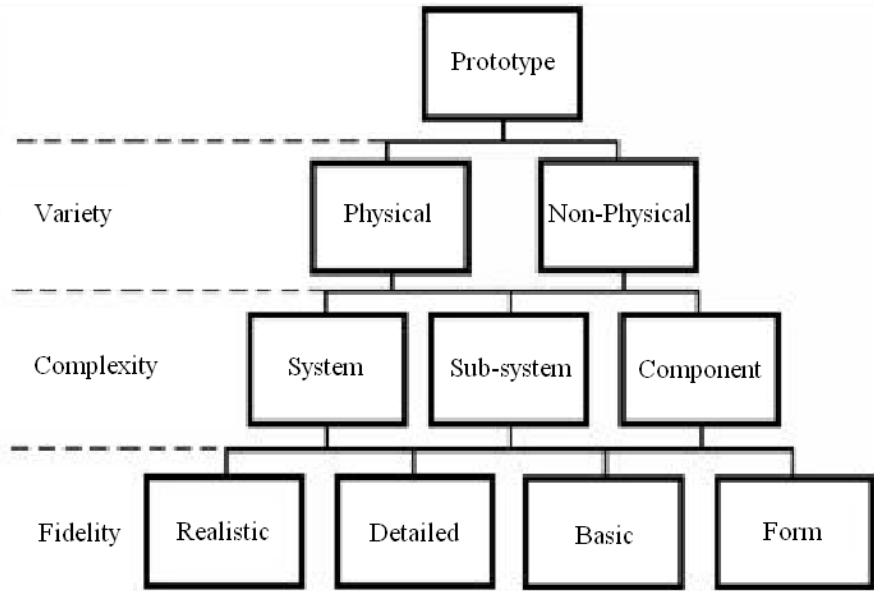 Prototype
Variety
Physical
Non-Physical
Complexity
System
Sub-system
Component
Fidelity
Realistic
Detailed
Basic
Form